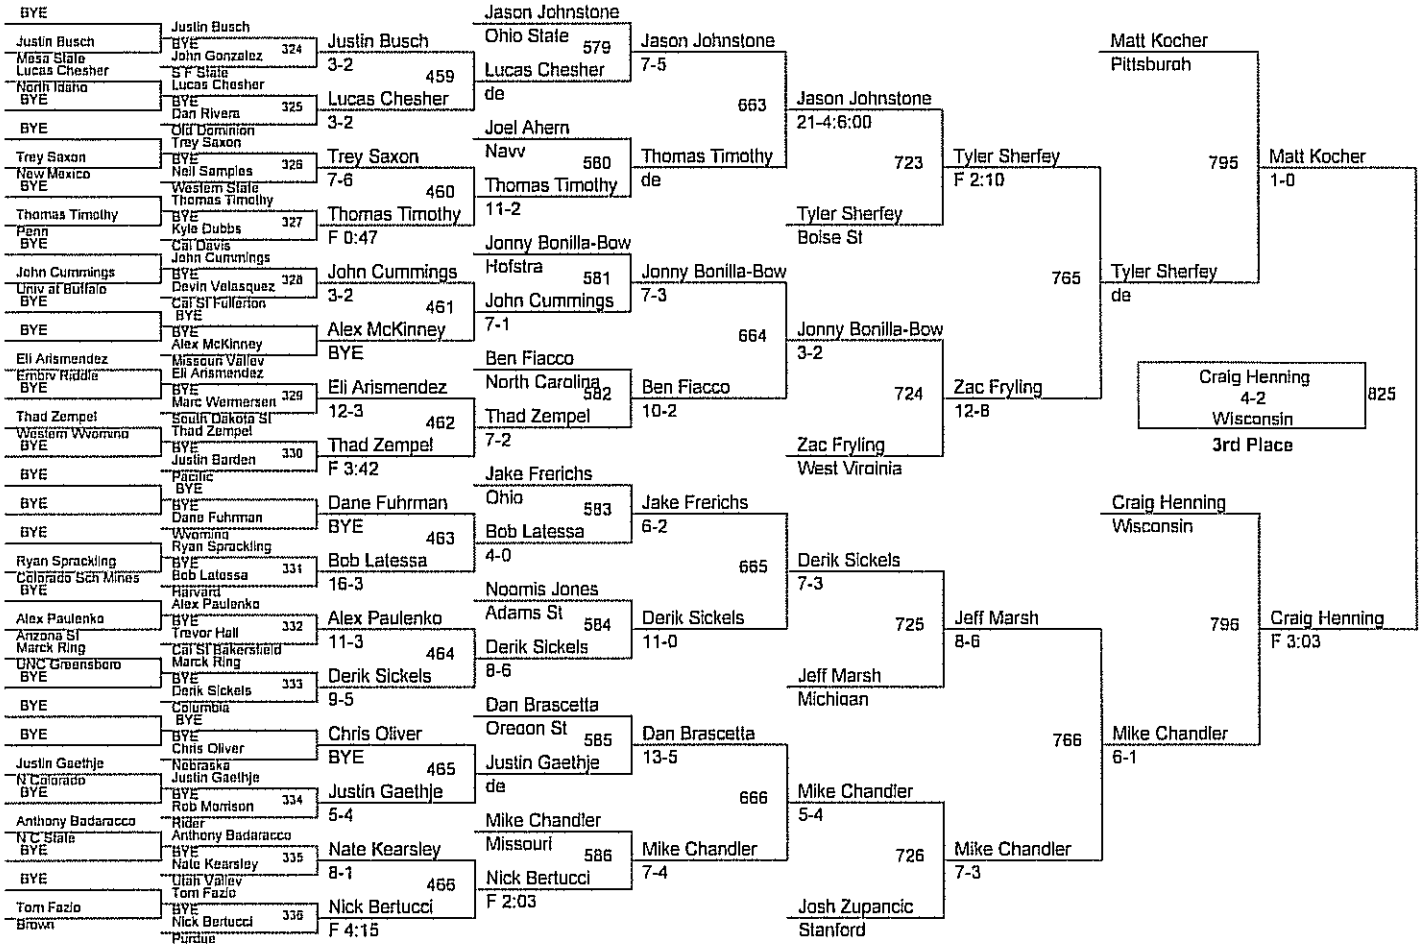 BYE
Justin Busch
Mesa State
Lucas Chesher
North Idaho
BYE
BYE
Trey Saxon
New Mexico
BYE
Thomas Timothy
Penn
BYE
John Cummings
Univ at Buffalo
BYE
BYE
Eli Arismendez
Embry Riddle
Thad Zempel
Western Wyoming
BYE
BYE
BYE
BYE
Ryan Sprackling
Colorado Sch Mines
BYE
Alex Paulenko
Arizona St
Marck Ring
UNC Greensboro
BYE
BYE
BYE
Justin Gaethje
N Colorado
BYE
Anthony Badaracco
N C State
BYE
BYE
Tom Fazio
Brown
Justin Busch
BYE
John Gonzalez
324
S F State
Lucas Chesher
BYE
Dan Rivera
325
Old Dominion
Trey Saxon
BYE
Neil Samples
326
Western State
Thomas Timothy
BYE
Kyle Dubbs
327
Cal Davis
John Cummings
BYE
Devin Velasquez
328
Cal St Fullerton
BYE
BYE
Alex McKinney
Missouri Valley
Eli Arismendez
BYE
Marc Wermersen
329
South Dakota St
Thad Zempel
BYE
Justin Barden
330
Pacific
BYE
BYE
Dane Fuhrman
Wyoming
Ryan Sprackling
BYE
Bob Latessa
331
Harvard
Alex Paulenko
BYE
Trevor Hall
332
Cal St Bakersfield
Marck Ring
BYE
Derik Sickels
333
Columbia
BYE
BYE
Chris Oliver
Nebraska
Justin Gaethje
BYE
Rob Morrison
334
Rider
Anthony Badaracco
BYE
Nate Kearsley
335
Utah Valley
Tom Fazio
BYE
Nick Bertucci
336
Purdue
Justin Busch
3-2
459
Lucas Chesher
3-2
Trey Saxon
7-6
460
Thomas Timothy
F 0:47
John Cummings
3-2
461
Alex McKinney
BYE
Eli Arismendez
12-3
462
Thad Zempel
F 3:42
Dane Fuhrman
BYE
463
Bob Latessa
16-3
Alex Paulenko
11-3
464
Derik Sickels
9-5
Chris Oliver
BYE
465
Justin Gaethje
5-4
Nate Kearsley
8-1
466
Nick Bertucci
F 4:15
Jason Johnstone
Ohio State
579
Lucas Chesher
de
Joel Ahern
Navy
580
Thomas Timothy
11-2
Jonny Bonilla-Bow
Hofstra
581
John Cummings
7-1
Ben Fiacco
North Carolina
582
Thad Zempel
7-2
Jake Frerichs
Ohio
583
Bob Latessa
4-0
Noomis Jones
Adams St
584
Derik Sickels
8-6
Dan Brascetta
Oregon St
585
Justin Gaethje
de
Mike Chandler
Missouri
586
Nick Bertucci
F 2:03
Jason Johnstone
7-5
663
Thomas Timothy
de
Jonny Bonilla-Bow
7-3
664
Ben Fiacco
10-2
Jake Frerichs
6-2
665
Derik Sickels
11-0
Dan Brascetta
13-5
666
Mike Chandler
7-4
Jason Johnstone
21-4:6:00
723
Tyler Sherfey
Boise St
Jonny Bonilla-Bow
3-2
724
Zac Fryling
West Virginia
Derik Sickels
7-3
725
Jeff Marsh
Michigan
Mike Chandler
5-4
726
Josh Zupancic
Stanford
Tyler Sherfey
F 2:10
765
Zac Fryling
12-8
Jeff Marsh
8-6
766
Mike Chandler
7-3
Matt Kocher
Pittsburgh
795
Tyler Sherfey
de
Craig Henning
Wisconsin
796
Mike Chandler
6-1
Matt Kocher
1-0
Craig Henning
F 3:03
Craig Henning
4-2
Wisconsin
825
3rd Place